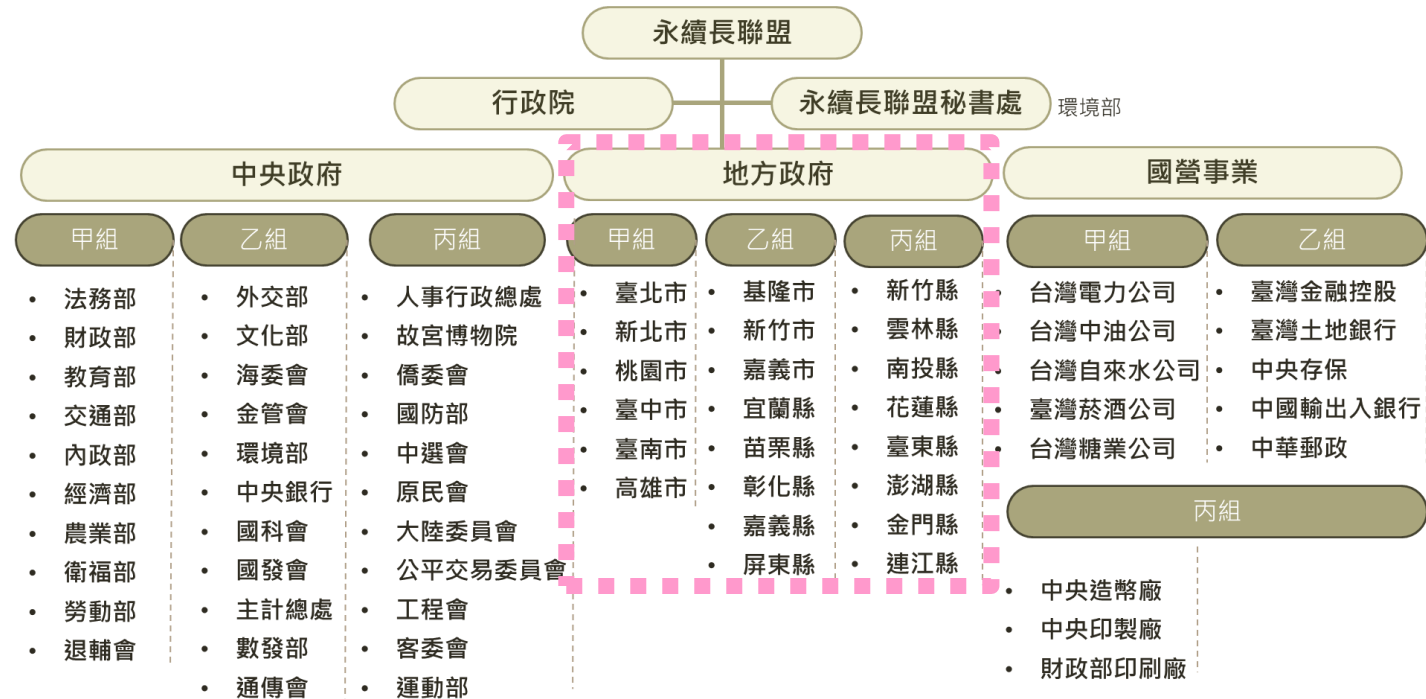 永續長聯盟
行政院
永續長聯盟秘書處
環境部
中央政府
甲組
• 法務部
• 財政部
• 教育部
• 交通部
• 內政部
• 經濟部
• 農業部
• 衛福部
• 勞動部
• 退輔會
乙組
• 外交部
• 文化部
• 海委會
• 金管會
• 環境部
• 中央銀行
• 國科會
• 國發會
• 主計總處
• 數發部
• 通傳會
丙組
• 人事行政總處
• 故宮博物院
• 僑委會
• 國防部
• 中選會
• 原民會
• 大陸委員會
• 公平交易委員會
• 工程會
• 客委會
• 運動部
地方政府
甲組
• 臺北市
• 新北市
• 桃園市
• 臺中市
• 臺南市
• 高雄市
乙組
• 基隆市
• 新竹市
• 嘉義市
• 宜蘭縣
• 苗栗縣
• 彰化縣
• 嘉義縣
• 屏東縣
丙組
• 新竹縣
• 雲林縣
• 南投縣
• 花蓮縣
• 臺東縣
• 澎湖縣
• 金門縣
• 連江縣
國營事業
甲組
• 台灣電力公司
• 台灣中油公司
• 台灣自來水公司
• 臺灣菸酒公司
• 台灣糖業公司
乙組
• 臺灣金融控股
• 臺灣土地銀行
• 中央存保
• 中國輸出入銀行
• 中華郵政
丙組
• 中央造幣廠
• 中央印製廠
• 財政部印刷廠